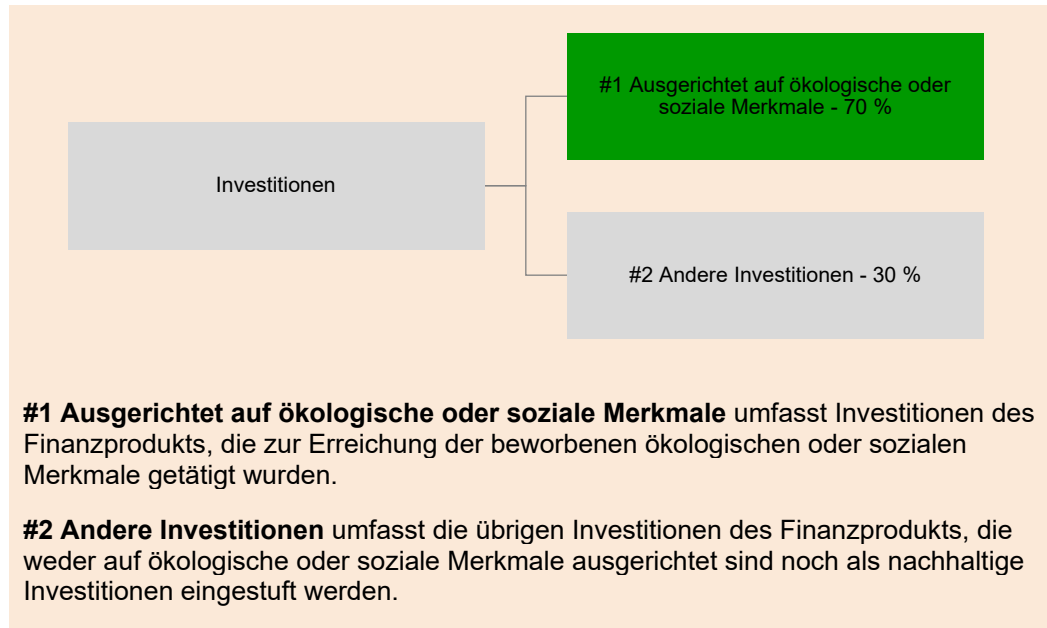 #1 Ausgerichtet auf ökologische oder
soziale Merkmale - 70 %
Investitionen
#2 Andere Investitionen - 30 %
#1 Ausgerichtet auf ökologische oder soziale Merkmale umfasst Investitionen des
Finanzprodukts, die zur Erreichung der beworbenen ökologischen oder sozialen
Merkmale getätigt wurden.
#2 Andere Investitionen umfasst die übrigen Investitionen des Finanzprodukts, die
weder auf ökologische oder soziale Merkmale ausgerichtet sind noch als nachhaltige
Investitionen eingestuft werden.